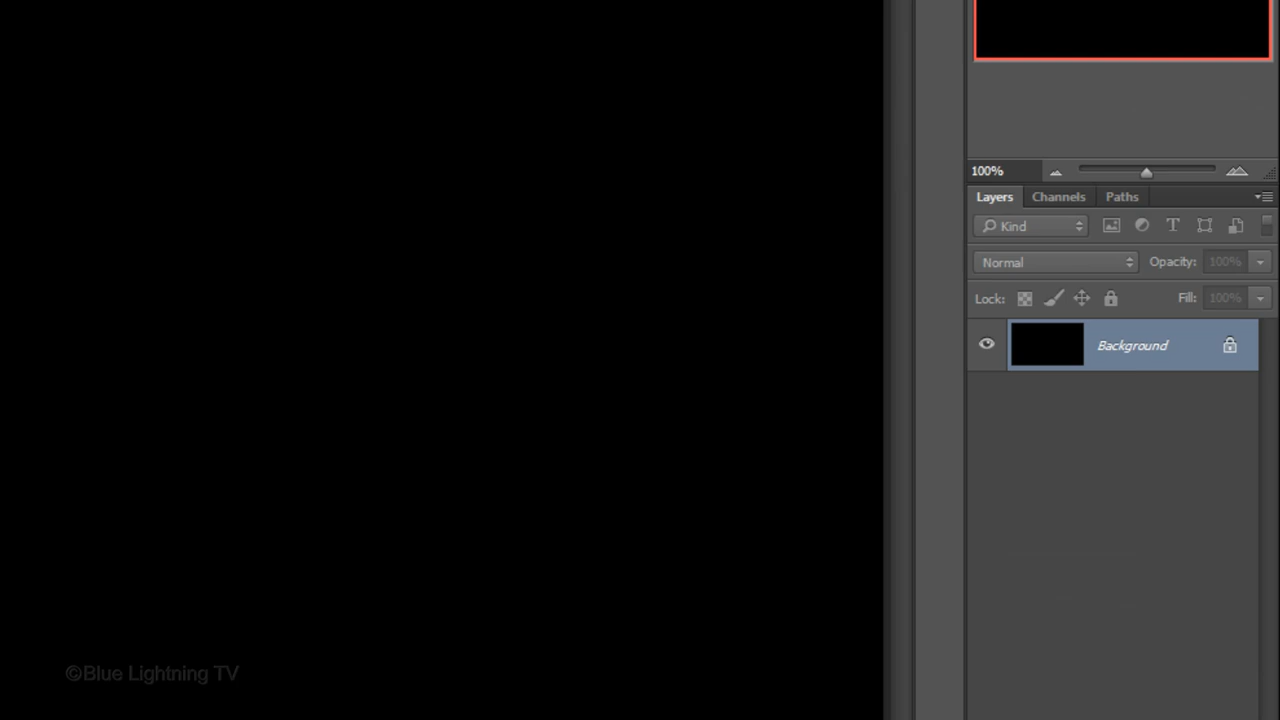 100%
Layers Channels Paths
Kind
Normal Opacity: 100%
Lock: Fill: 100%
Background
©Blue Lightning TV